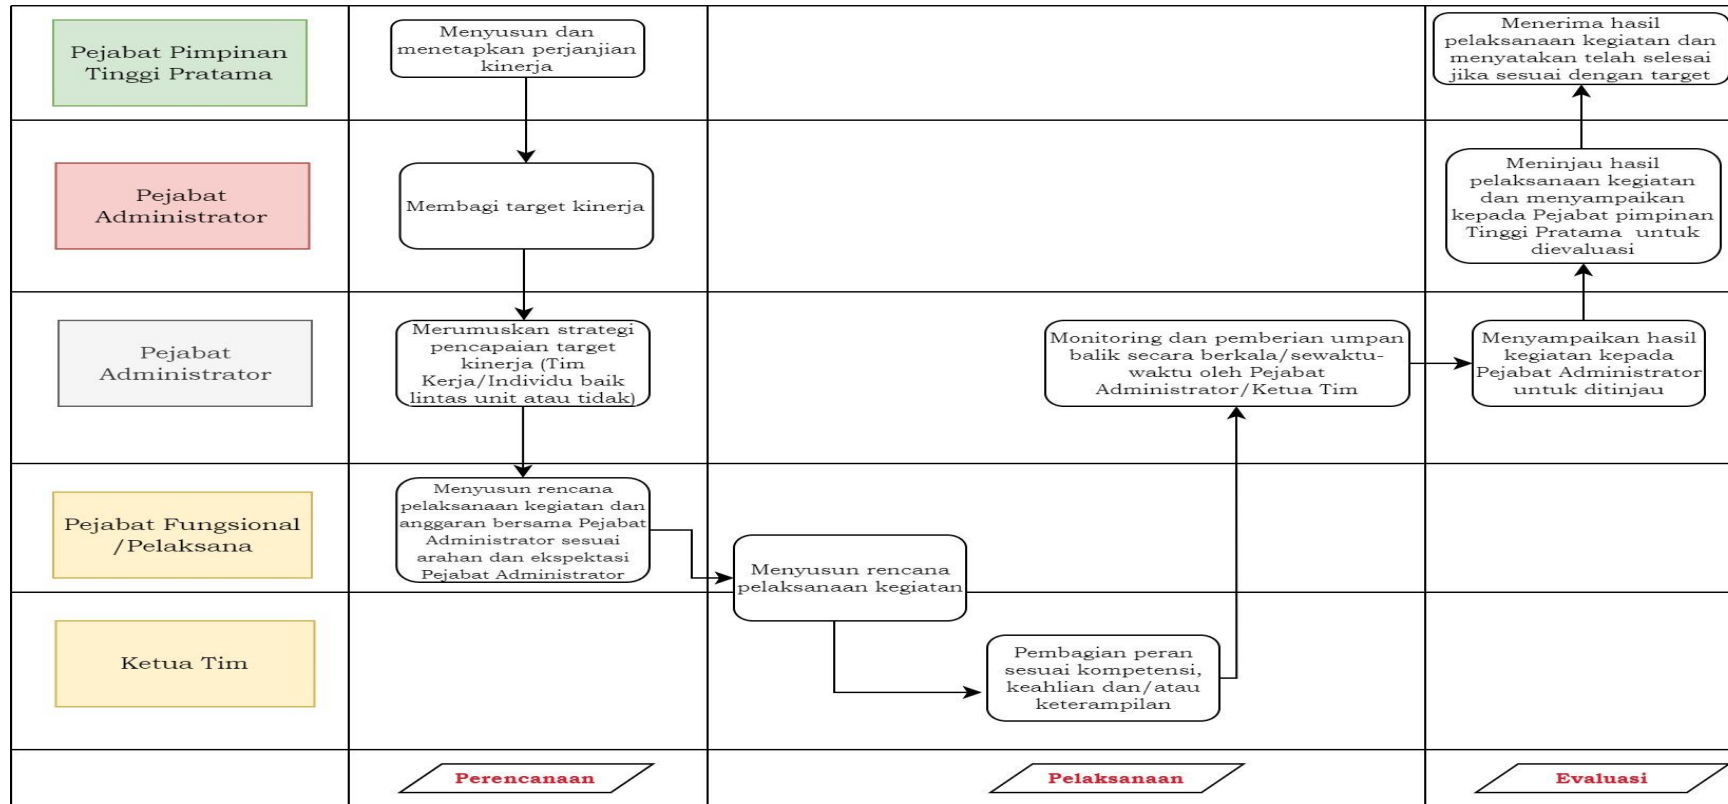 Pejabat Pimpinan
Tinggi Pratama
Menyusun dan
menetapkan perjanjian
kinerja
Menerima hasil
pelaksanaan kegiatan dan
menyatakan telah selesai
jika sesuai dengan target
Pejabat
Administrator
Membagi target kinerja
Meninjau hasil
pelaksanaan kegiatan
dan menyampaikan
kepada Pejabat pimpinan
Tinggi Pratama untuk
dievaluasi
Pejabat
Administrator
Merumuskan strategi
pencapaian target
kinerja (Tim
Kerja/Individu baik
lintas unit atau tidak)
Monitoring dan pemberian umpan
balik secara berkala/sewaktu-
waktu oleh Pejabat
Administrator/Ketua Tim
Menyampaikan hasil
kegiatan kepada
Pejabat Administrator
untuk ditinjau
Pejabat Fungsional
/Pelaksana
Menyusun rencana
pelaksanaan kegiatan dan
anggaran bersama Pejabat
Administrator sesuai
arahan dan ekspektasi
Pejabat Administrator
Menyusun rencana
pelaksanaan kegiatan
Ketua Tim
Pembagian peran
sesuai kompetensi,
keahlian dan/atau
keterampilan
Perencanaan
Pelaksanaan
Evaluasi